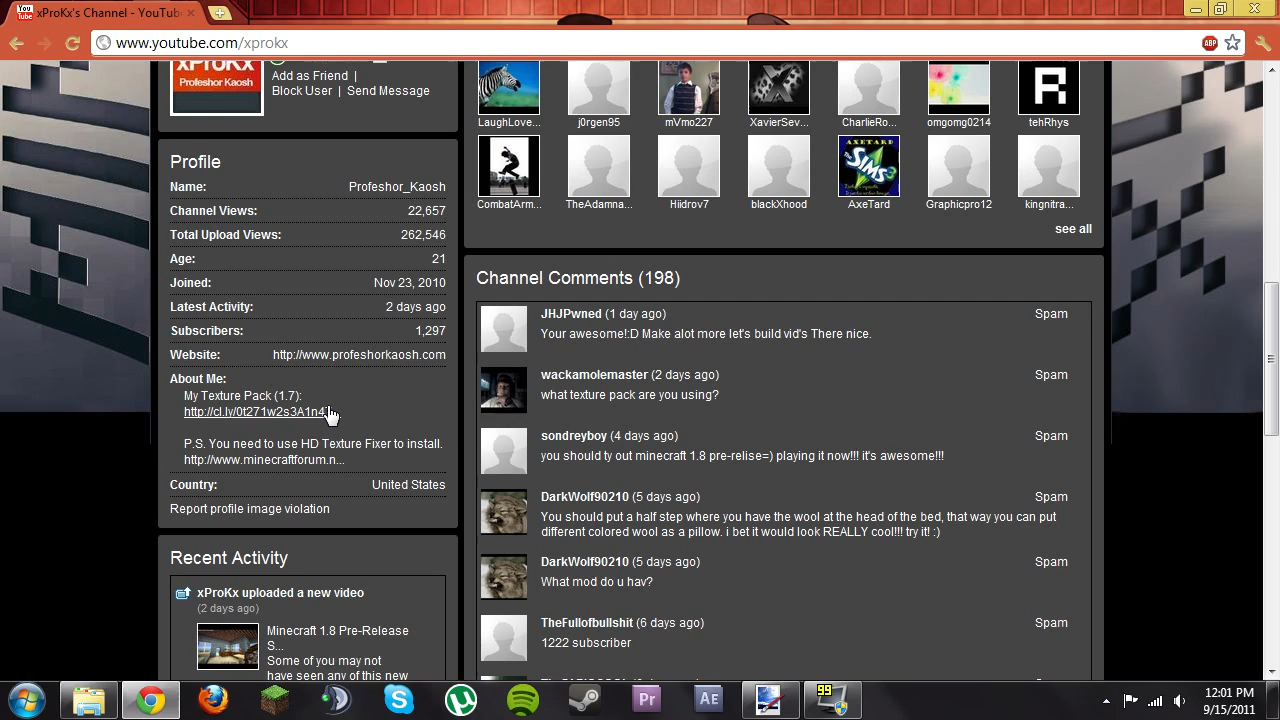 You Tube
xProKx's Channel - YouTube
www.youtube.com/xprokx
ABP
xProKx
Profeshor Kaosh
Add as Friend |
Block User | Send Message
LaughLove... j0rgen95 mVmo227 XavierSev... CharlieRo... omgomg0214 tehRhys
CombatArm... TheAdamna... Hiidrov7 blackXhood AxeTard Graphicpro12 kingnitra...
see all
Profile
Name: Profeshor_Kaosh
Channel Views: 22,657
Total Upload Views: 262,546
Age: 21
Joined: Nov 23, 2010
Latest Activity: 2 days ago
Subscribers: 1,297
Website: http://www.profeshorkaosh.com
About Me:
My Texture Pack (1.7):
P.S. You need to use HD Texture Fixer to install.
http://www.minecraftforum.n...
Country: United States
Report profile image violation
Recent Activity
xProKx uploaded a new video
(2 days ago)
Minecraft 1.8 Pre-Release
S...
Some of you may not
have seen any of this new
Channel Comments (198)
JHJPwned (1 day ago) Spam
Your awesome!:D Make alot more let's build vid's There nice.
wackamolemaster (2 days ago) Spam
what texture pack are you using?
sondreyboy (4 days ago) Spam
you should ty out minecraft 1.8 pre-relise=) playing it now!!! it's awesome!!!
DarkWolf90210 (5 days ago) Spam
You should put a half step where you have the wool at the head of the bed, that way you can put
different colored wool as a pillow. i bet it would look REALLY cool!!! try it! :)
DarkWolf90210 (5 days ago) Spam
What mod do u hav?
TheFullofbullshit (6 days ago) Spam
1222 subscriber
AXETARD
The SIMS 3
R
Pr
AE
99
12:01 PM
9/15/2011